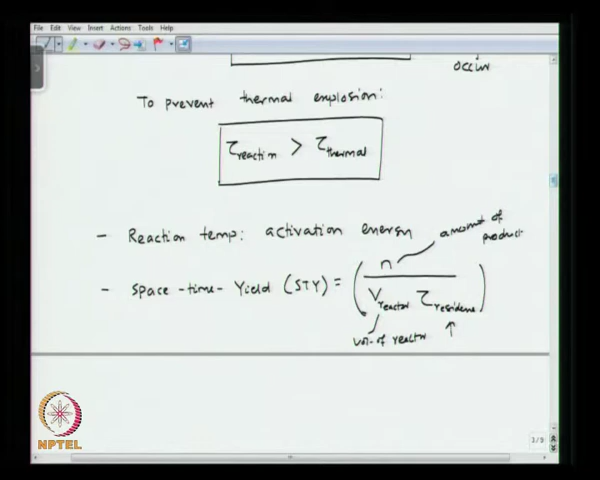 File Edit View Insert Actions Tools Help
occur
To prevent thermal explosion:
τreaction > τthermal
- Reaction temp: activation energy
amount of product
- Space-time-Yield (STY) = ( n / Vreactor τresidence )
vol. of reactor ↑
NPTEL